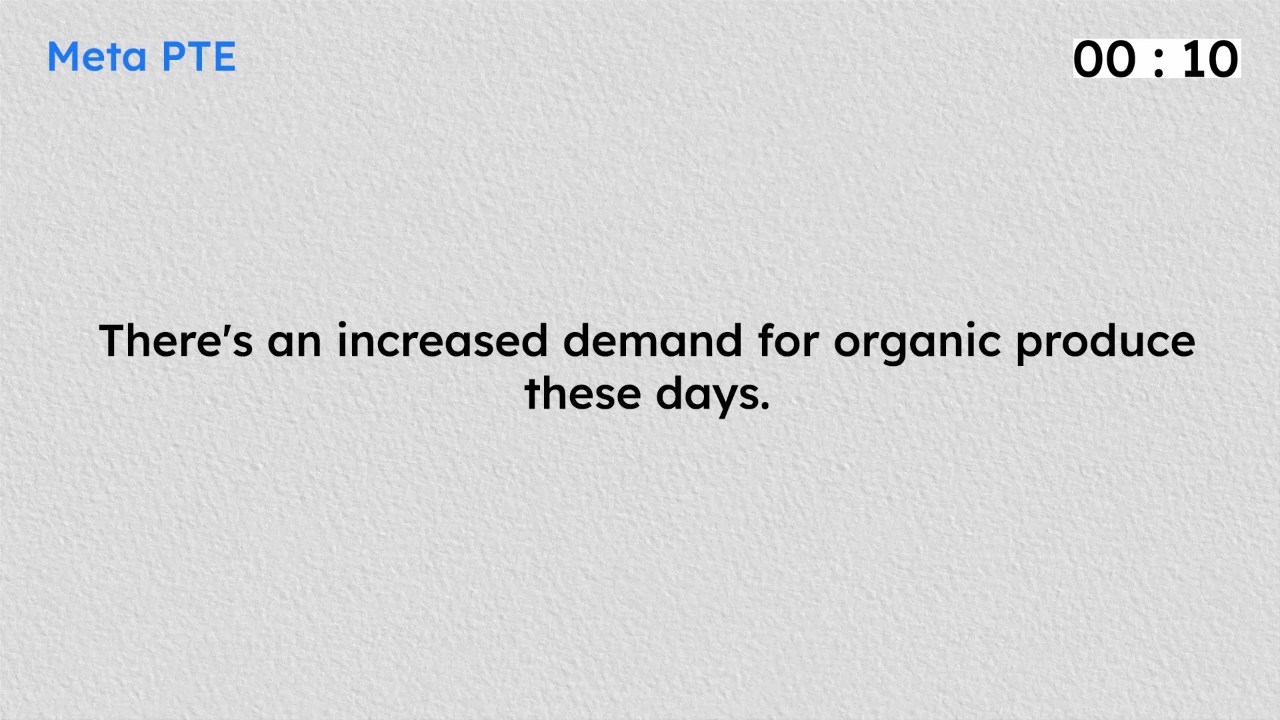 Meta PTE
00 : 10
There's an increased demand for organic produce
these days.